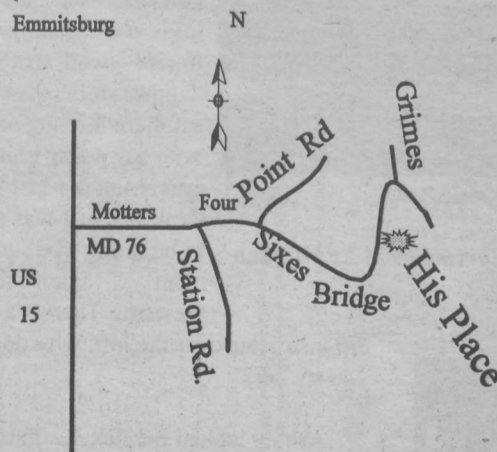 Emmitsburg
N
Grimes
Four Point Rd
Motters
MD 76
Station Rd.
Sixes
Bridge
His Place
US
15